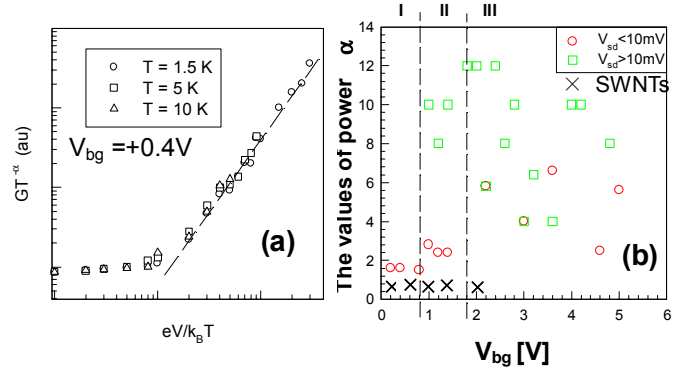 T = 1.5 K
T = 5 K
T = 10 K
V_bg =+0.4V
(a)
GT^-α (au)
eV/k_BT
I II III
14
12
10
8
6
4
2
0
V_sd<10mV
V_sd>10mV
SWNTs
(b)
The values of power α
0 1 2 3 4 5 6
V_bg [V]